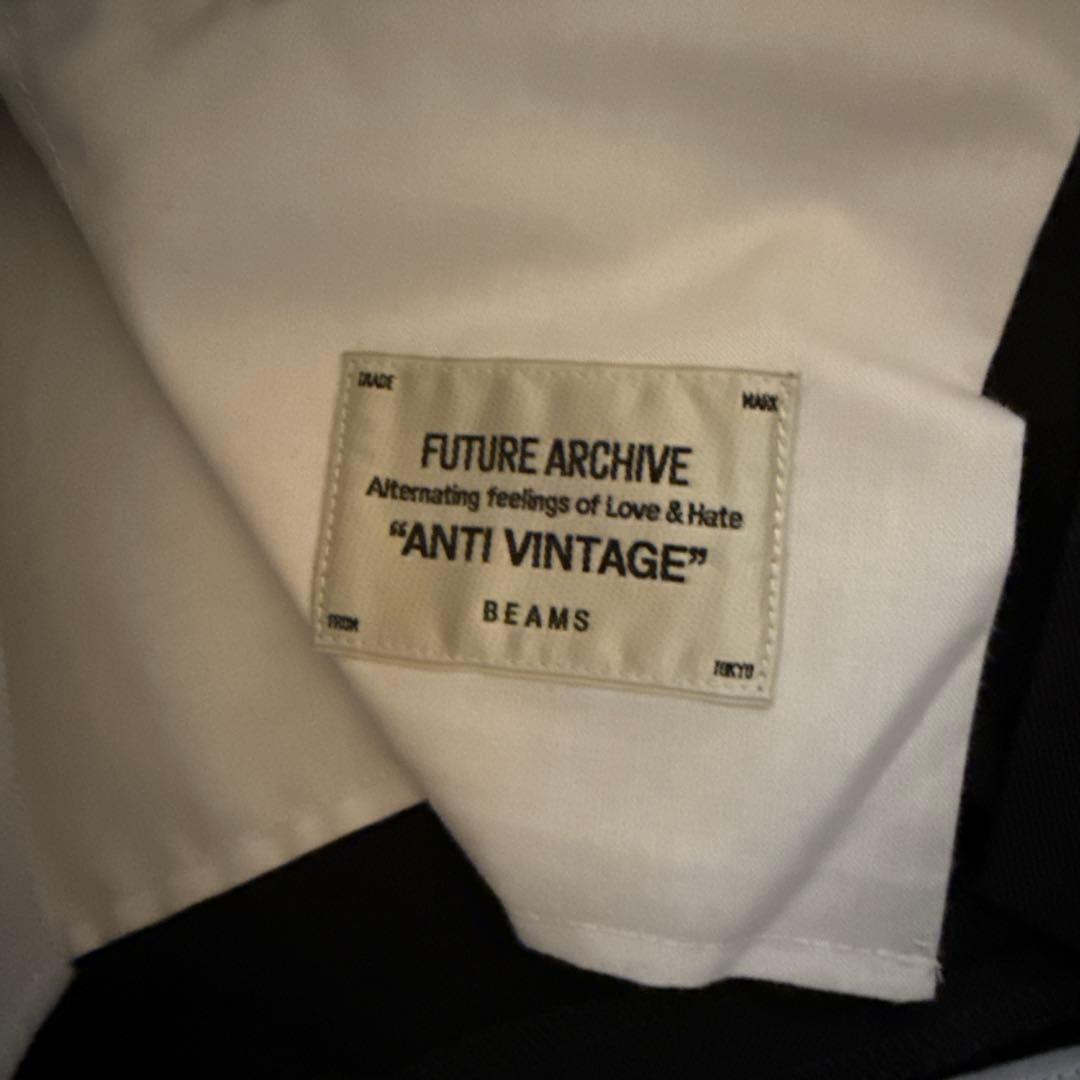 TRADE MARK
FUTURE ARCHIVE
Alternating feelings of Love & Hate
“ANTI VINTAGE”
BEAMS
FROM TOKYO